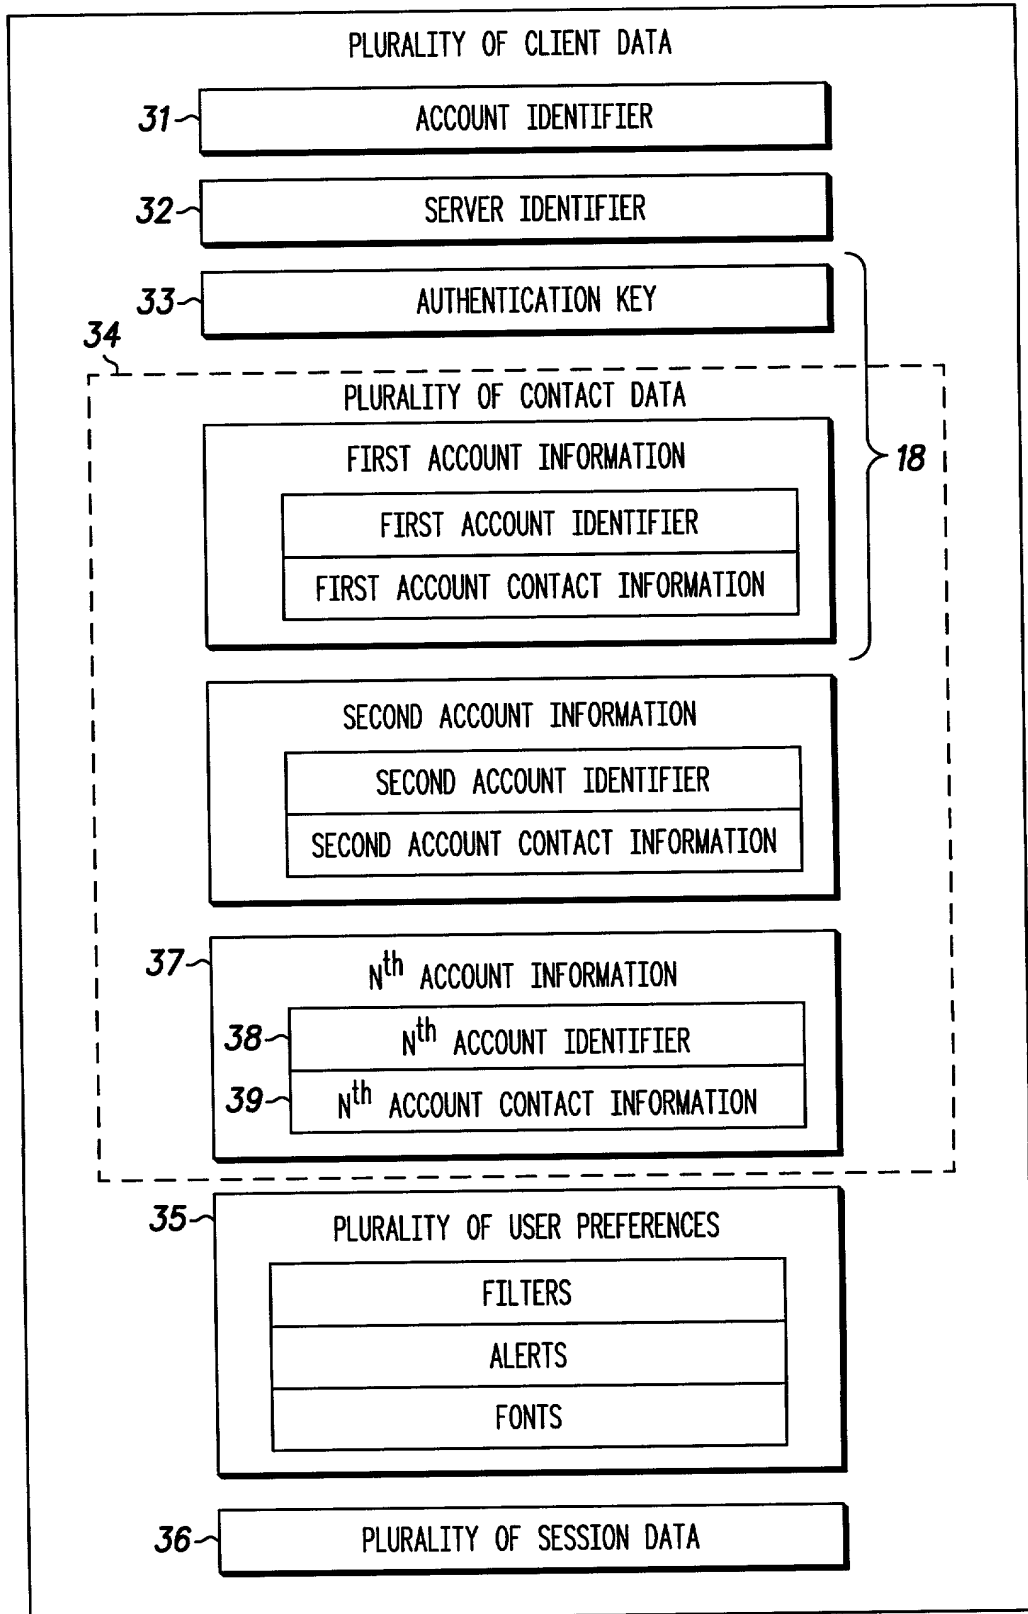 PLURALITY OF CLIENT DATA
31
ACCOUNT IDENTIFIER
32
SERVER IDENTIFIER
33
AUTHENTICATION KEY
34
PLURALITY OF CONTACT DATA
FIRST ACCOUNT INFORMATION
18
FIRST ACCOUNT IDENTIFIER
FIRST ACCOUNT CONTACT INFORMATION
SECOND ACCOUNT INFORMATION
SECOND ACCOUNT IDENTIFIER
SECOND ACCOUNT CONTACT INFORMATION
37
Nth ACCOUNT INFORMATION
38
Nth ACCOUNT IDENTIFIER
39
Nth ACCOUNT CONTACT INFORMATION
35
PLURALITY OF USER PREFERENCES
FILTERS
ALERTS
FONTS
36
PLURALITY OF SESSION DATA